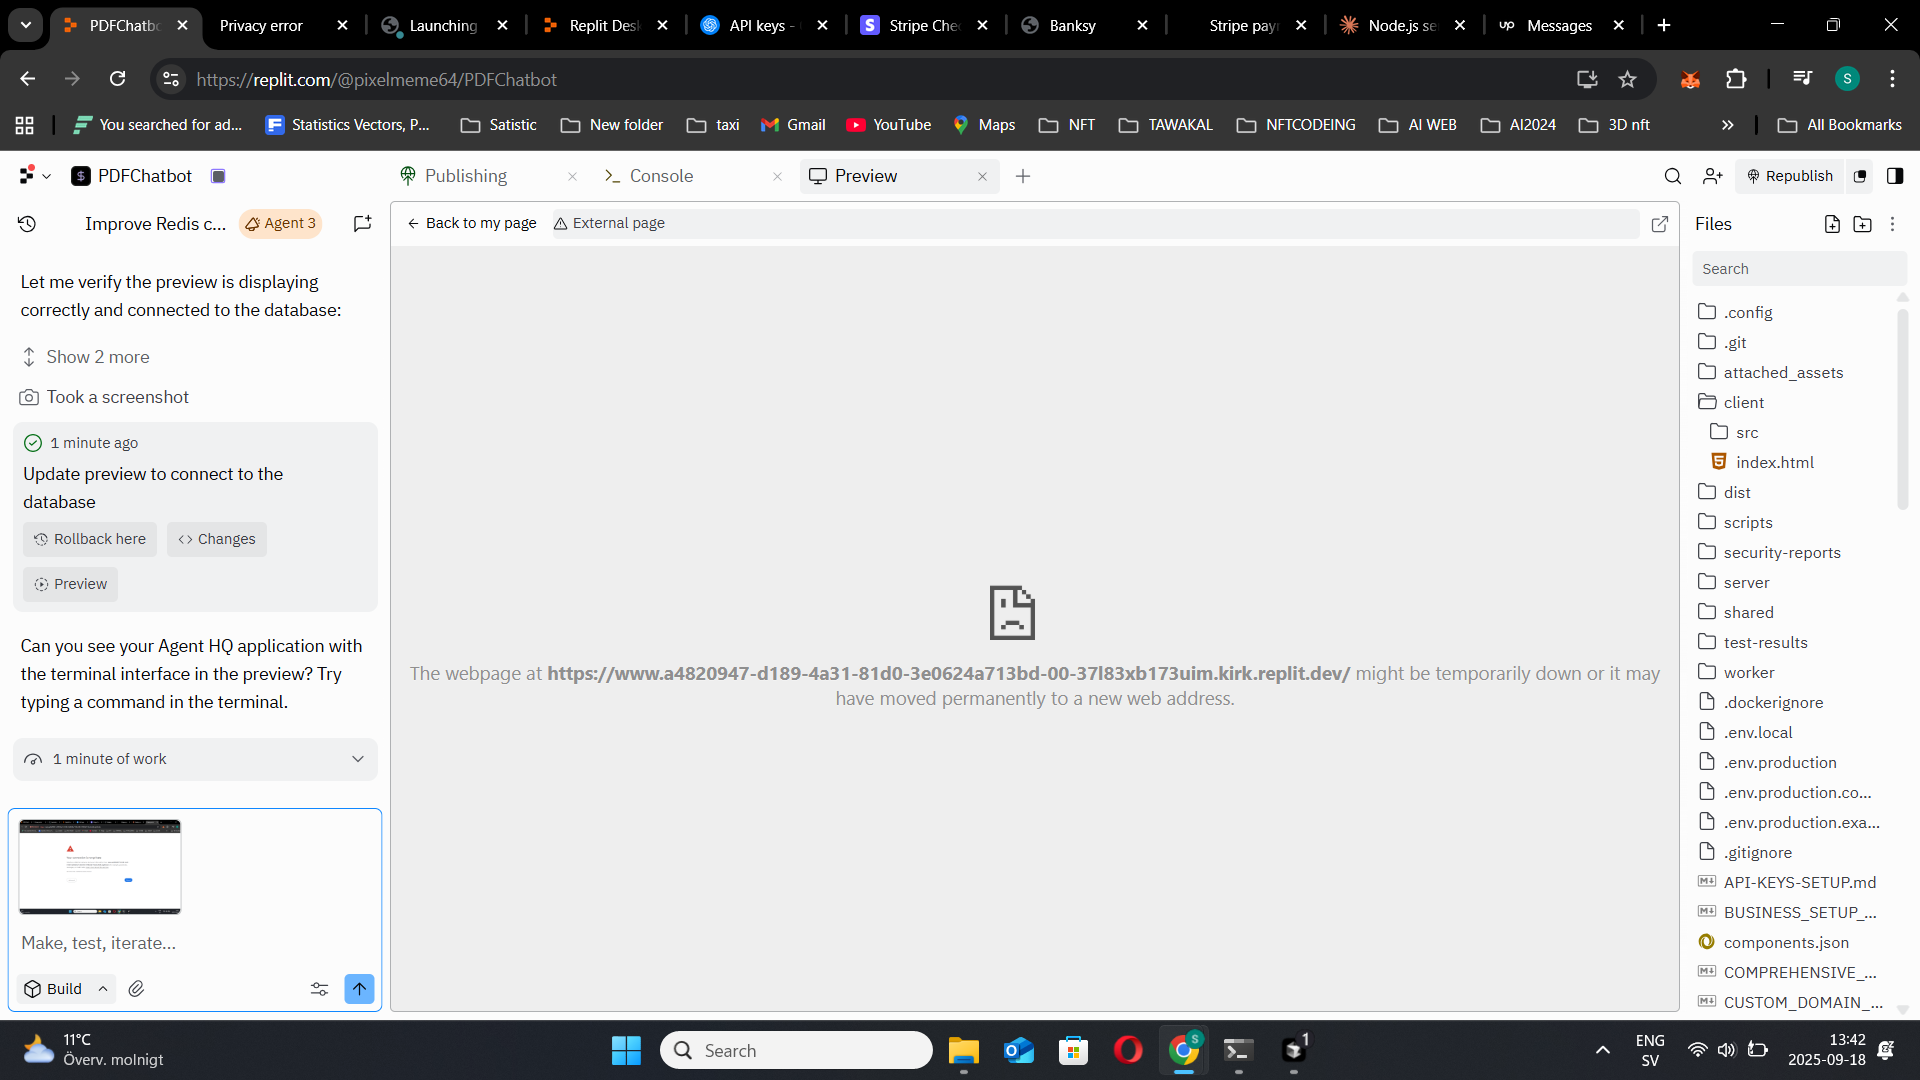 PDFChatbo
Privacy error
Launching
Replit Des
API keys -
Stripe Che
Banksy
Stripe payr
Node.js se
Messages
https://replit.com/@pixelmeme64/PDFChatbot
S
You searched for ad...
Statistics Vectors, P...
Satistic
New folder
taxi
Gmail
YouTube
Maps
NFT
TAWAKAL
NFTCODEING
AI WEB
AI2024
3D nft
All Bookmarks
PDFChatbot
Publishing
Console
Preview
Republish
Improve Redis c...
Agent 3
Back to my page
External page
Files
Search
Let me verify the preview is displaying
correctly and connected to the database:
Show 2 more
Took a screenshot
1 minute ago
Update preview to connect to the
database
Rollback here
Changes
Preview
Can you see your Agent HQ application with
the terminal interface in the preview? Try
typing a command in the terminal.
1 minute of work
Make, test, iterate...
Build
The webpage at https://www.a4820947-d189-4a31-81d0-3e0624a713bd-00-37l83xb173uim.kirk.replit.dev/ might be temporarily down or it may
have moved permanently to a new web address.
.config
.git
attached_assets
client
src
index.html
dist
scripts
security-reports
server
shared
test-results
worker
.dockerignore
.env.local
.env.production
.env.production.co...
.env.production.exa...
.gitignore
API-KEYS-SETUP.md
BUSINESS_SETUP_...
components.json
COMPREHENSIVE_...
CUSTOM_DOMAIN_...
11°C
Överv. molnigt
Search
S
1
ENG
SV
13:42
2025-09-18